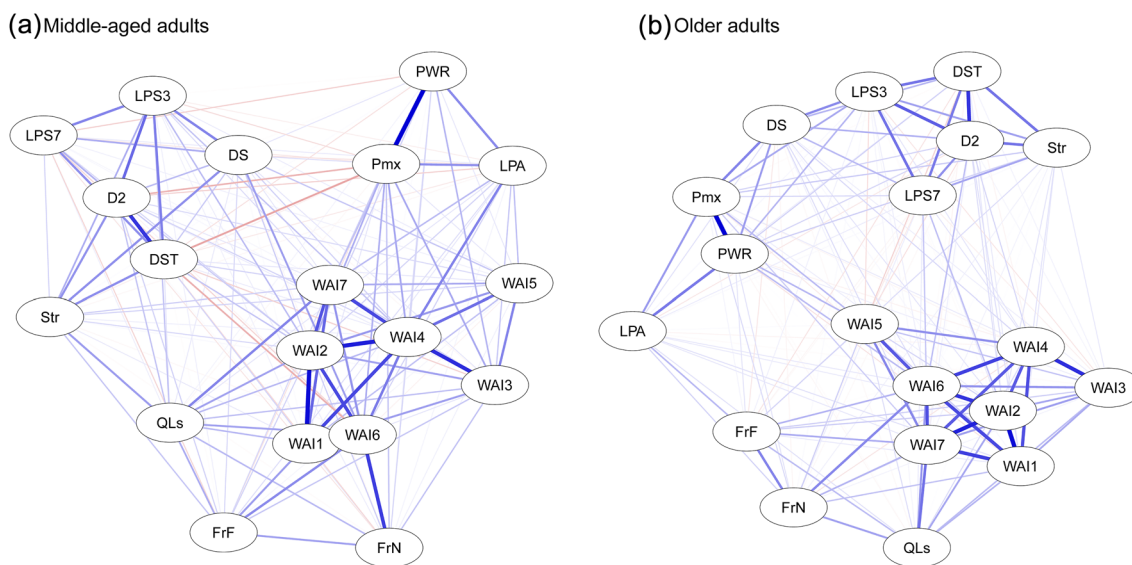 (a) Middle-aged adults
(b) Older adults
PWR
LPS3
LPS7
DS
Pmx
LPA
D2
DST
WAI7
WAI5
Str
WAI4
WAI2
WAI3
QLs
WAI1
WAI6
FrF
FrN
DST
LPS3
DS
D2
Str
Pmx
LPS7
PWR
LPA
WAI5
WAI4
WAI6
WAI3
WAI2
FrF
WAI7
WAI1
FrN
QLs